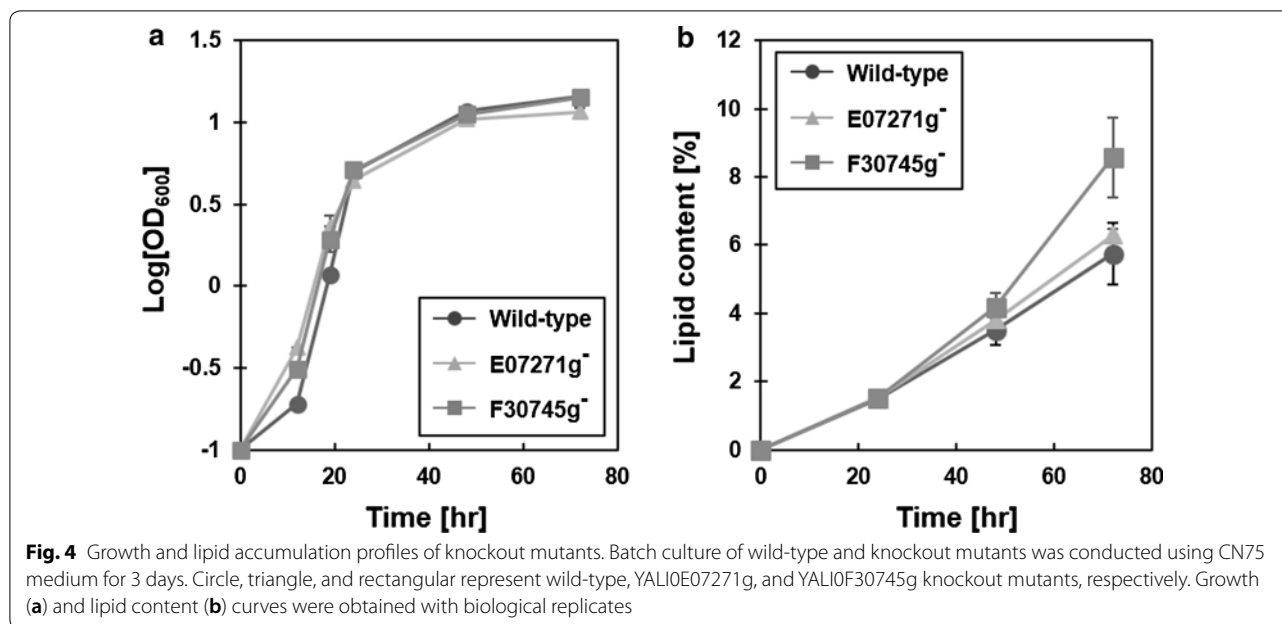 a
1.5
1
0.5
0
-0.5
-1
0 20 40 60 80
Log[OD600]
Time [hr]
Wild-type
E07271g-
F30745g-
b
12
10
8
6
4
2
0
0 20 40 60 80
Lipid content [%]
Time [hr]
Wild-type
E07271g-
F30745g-
Fig. 4 Growth and lipid accumulation profiles of knockout mutants. Batch culture of wild-type and knockout mutants was conducted using CN75
medium for 3 days. Circle, triangle, and rectangular represent wild-type, YALI0E07271g, and YALI0F30745g knockout mutants, respectively. Growth
(a) and lipid content (b) curves were obtained with biological replicates